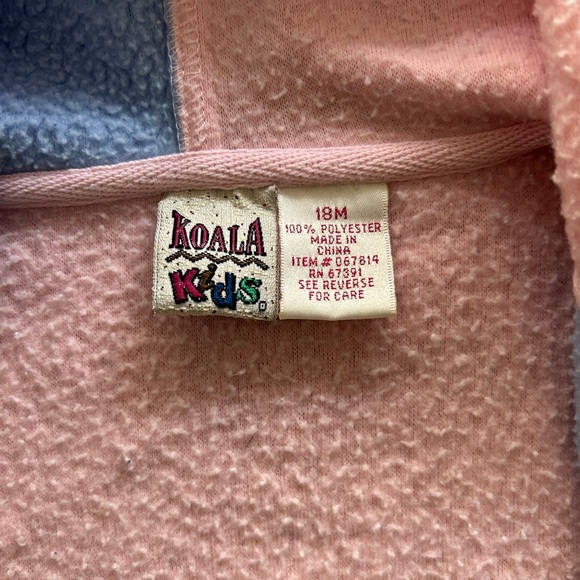 KOALA
Kids
18M
100% POLYESTER
MADE IN
CHINA
ITEM # 067814
RN 67391
SEE REVERSE
FOR CARE